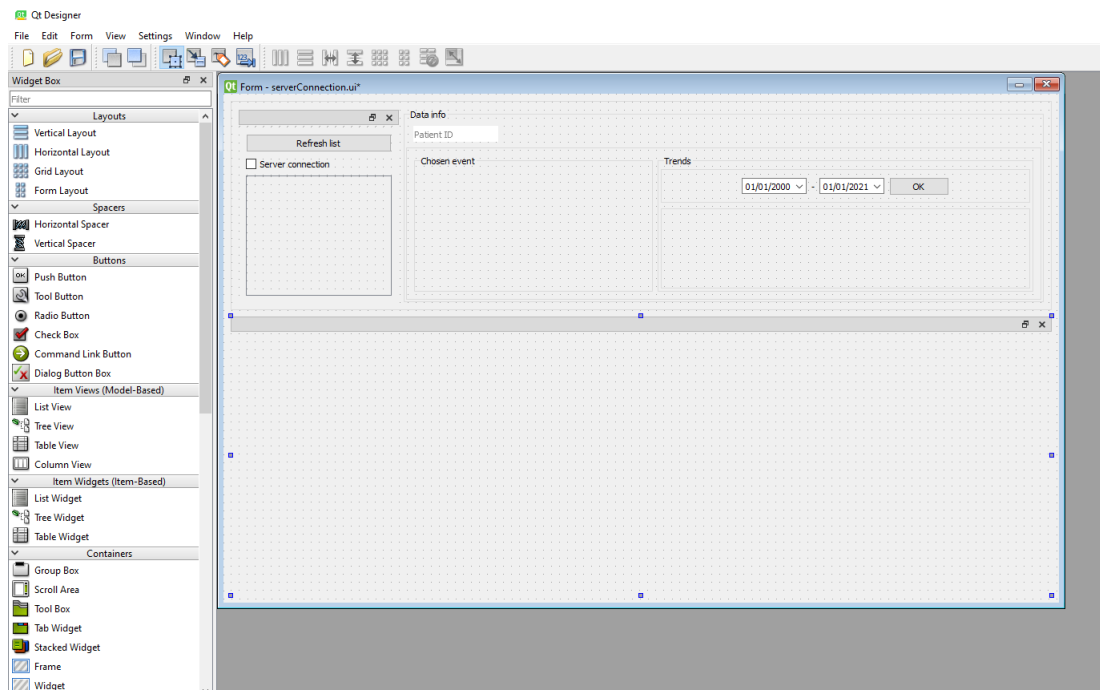 Qt Designer
File Edit Form View Settings Window Help
Widget Box
Filter
Layouts
Vertical Layout
Horizontal Layout
Grid Layout
Form Layout
Spacers
Horizontal Spacer
Vertical Spacer
Buttons
OK Push Button
Tool Button
Radio Button
Check Box
Command Link Button
Dialog Button Box
Item Views (Model-Based)
List View
Tree View
Table View
Column View
Item Widgets (Item-Based)
List Widget
Tree Widget
Table Widget
Containers
Group Box
Scroll Area
Tool Box
Tab Widget
Stacked Widget
Frame
Widget
Qt Form - serverConnection.ui*
Refresh list
Server connection
Data info
Patient ID
Chosen event
Trends
01/01/2000 - 01/01/2021 OK